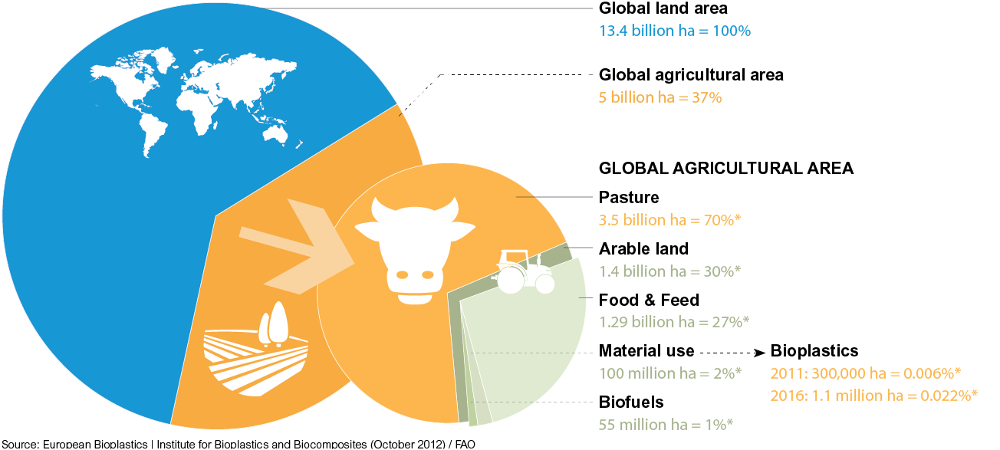 Global land area
13.4 billion ha = 100%
Global agricultural area
5 billion ha = 37%
GLOBAL AGRICULTURAL AREA
Pasture
3.5 billion ha = 70%*
Arable land
1.4 billion ha = 30%*
Food & Feed
1.29 billion ha = 27%*
Material use
100 million ha = 2%*
Bioplastics
2011: 300,000 ha = 0.006%*
2016: 1.1 million ha = 0.022%*
Biofuels
55 million ha = 1%*
Source: European Bioplastics | Institute for Bioplastics and Biocomposites (October 2012) / FAO